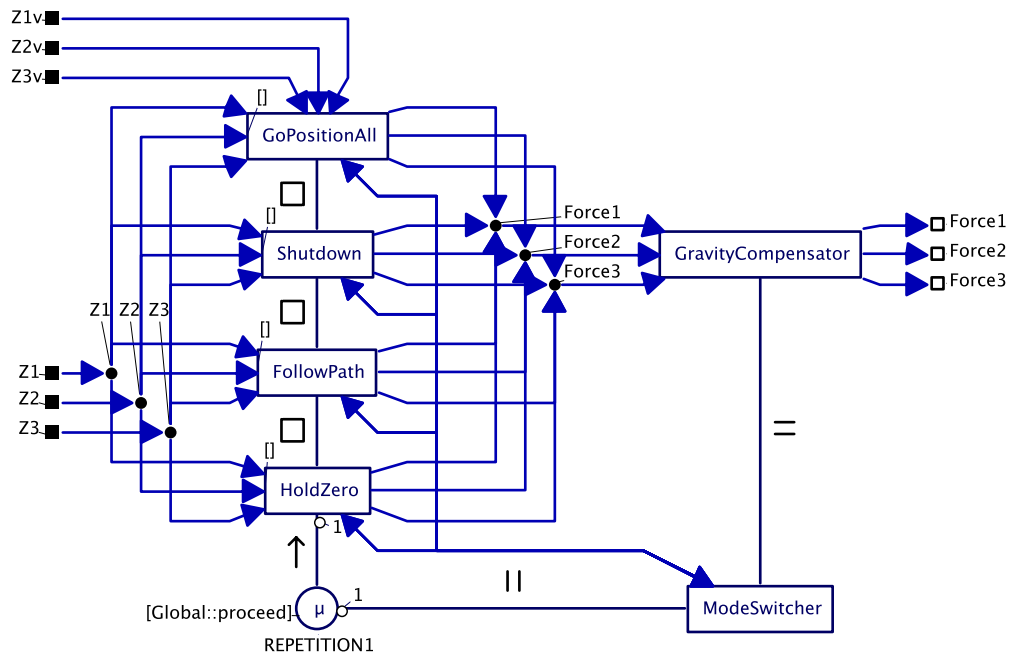 Z1v
Z2v
Z3v
[]
GoPositionAll
[]
Shutdown
Force1
Force2
Force3
GravityCompensator
Force1
Force2
Force3
Z1 Z2 Z3
[]
FollowPath
Z1
Z2
Z3
[]
HoldZero
1
[Global::proceed]
μ
1
REPETITION1
ModeSwitcher